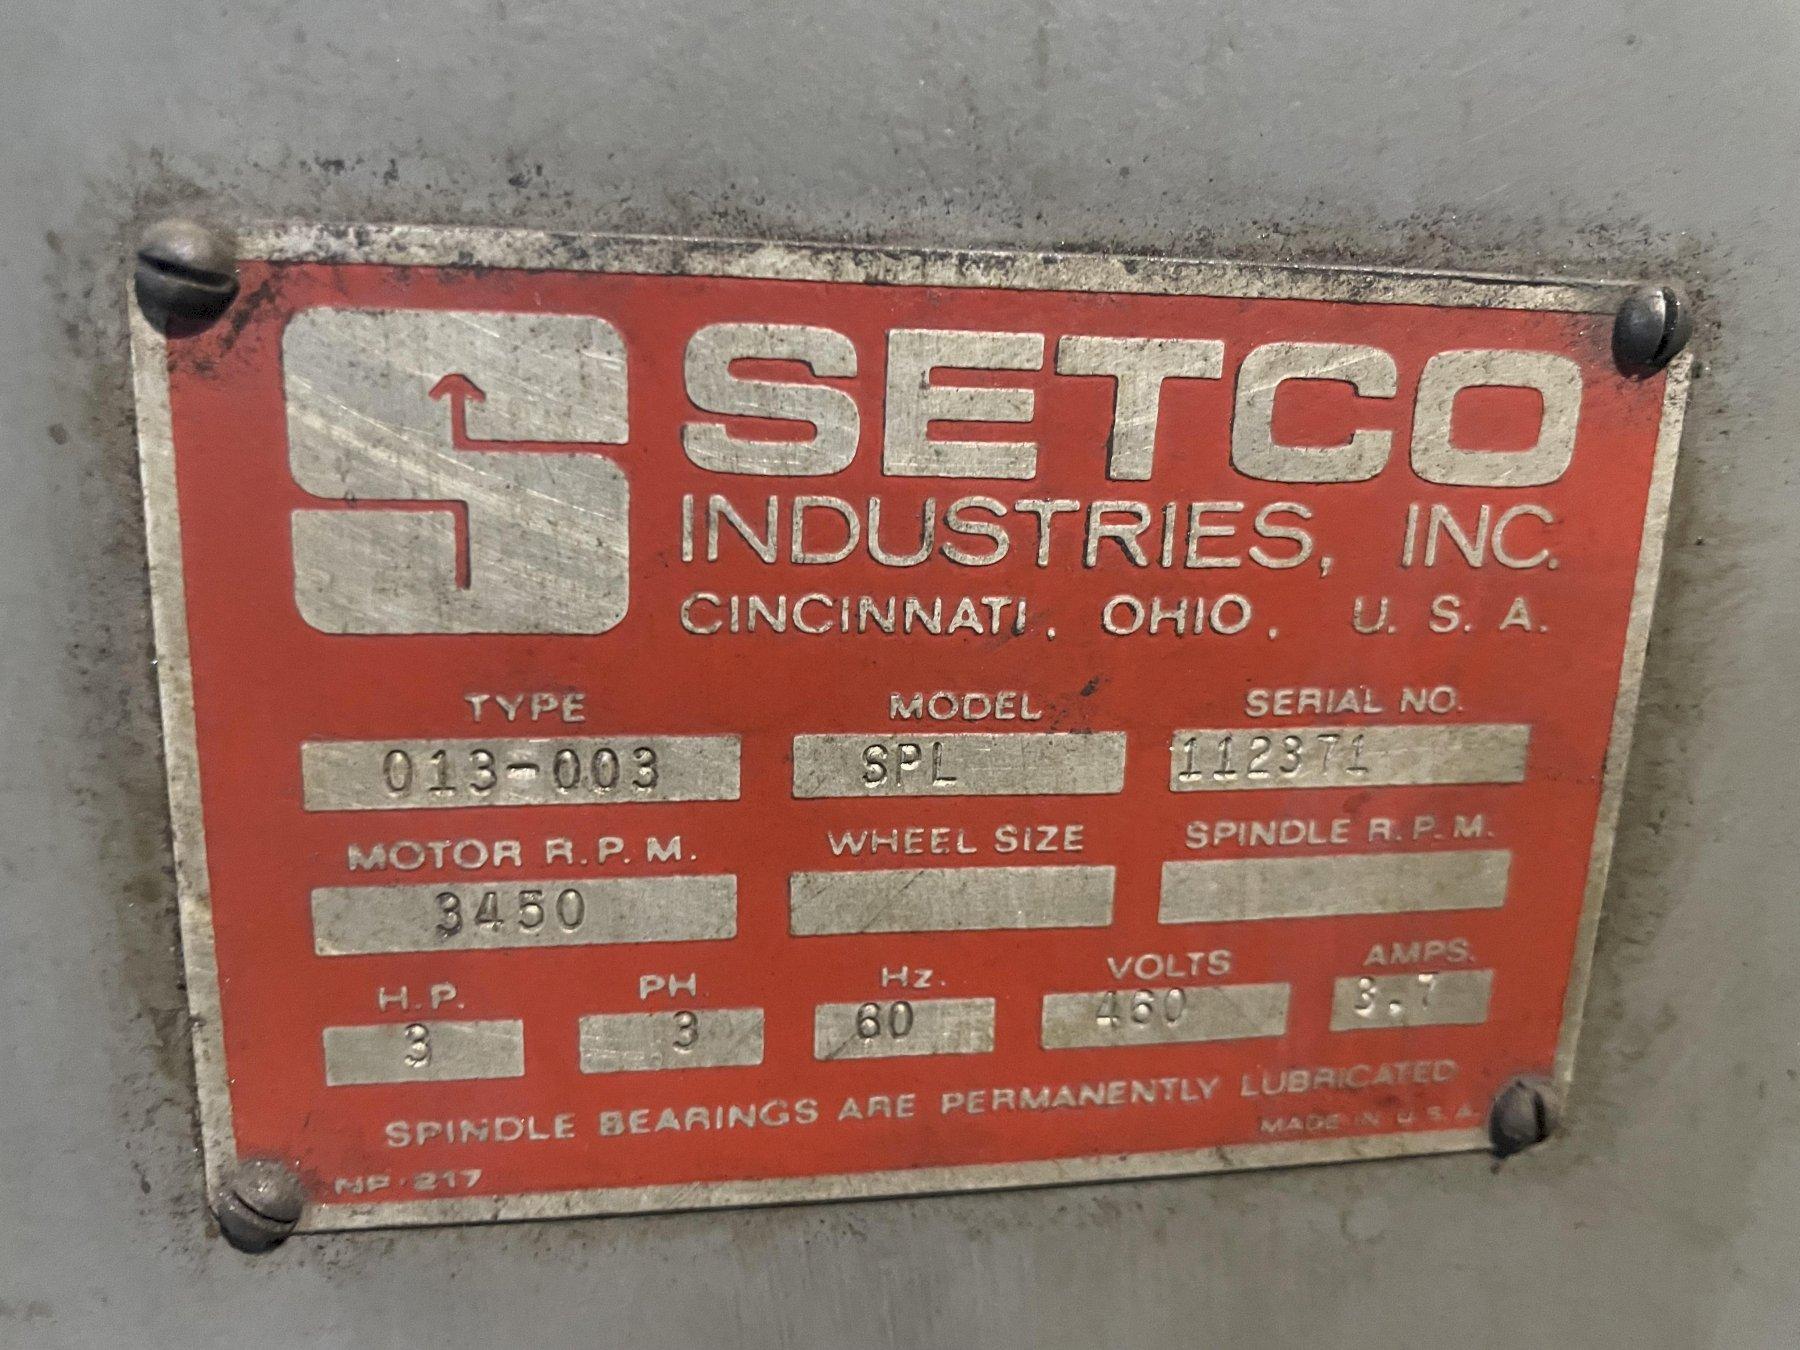 SETCO
INDUSTRIES, INC.
CINCINNATI, OHIO, U. S. A.
TYPE MODEL SERIAL NO.
013-003 SPL 112371
MOTOR R.P.M. WHEEL SIZE SPINDLE R.P.M.
3450
H.P. PH. Hz. VOLTS AMPS.
3 3 60 460 3.7
SPINDLE BEARINGS ARE PERMANENTLY LUBRICATED
MADE IN U.S.A.
NP-217